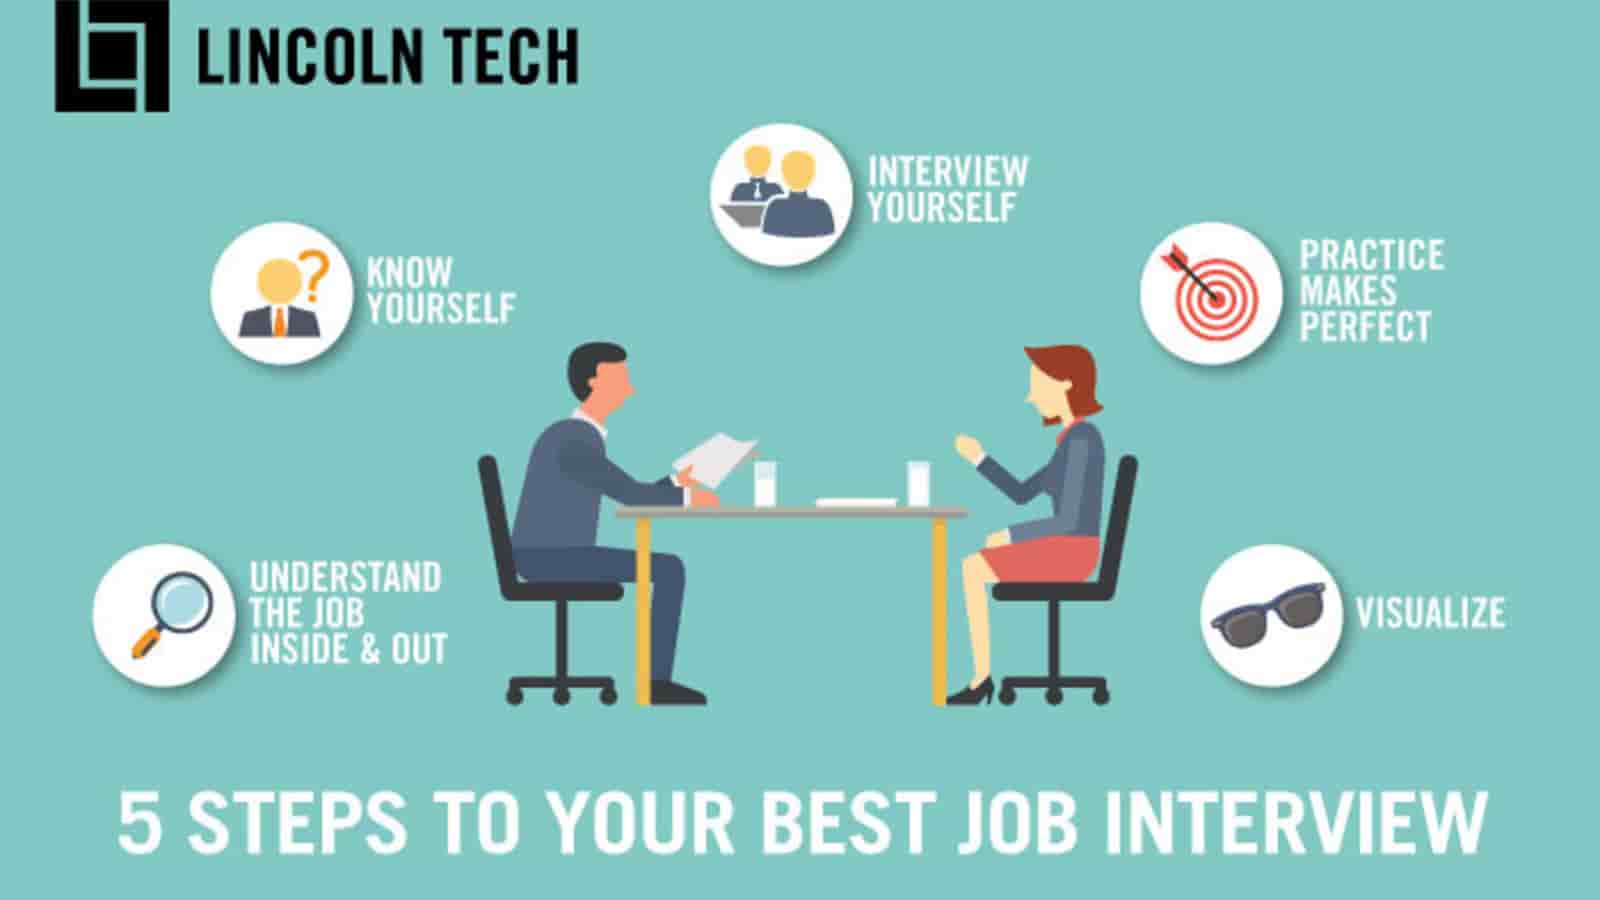 LINCOLN TECH
INTERVIEW
YOURSELF
KNOW
YOURSELF
PRACTICE
MAKES
PERFECT
UNDERSTAND
THE JOB
INSIDE & OUT
VISUALIZE
5 STEPS TO YOUR BEST JOB INTERVIEW